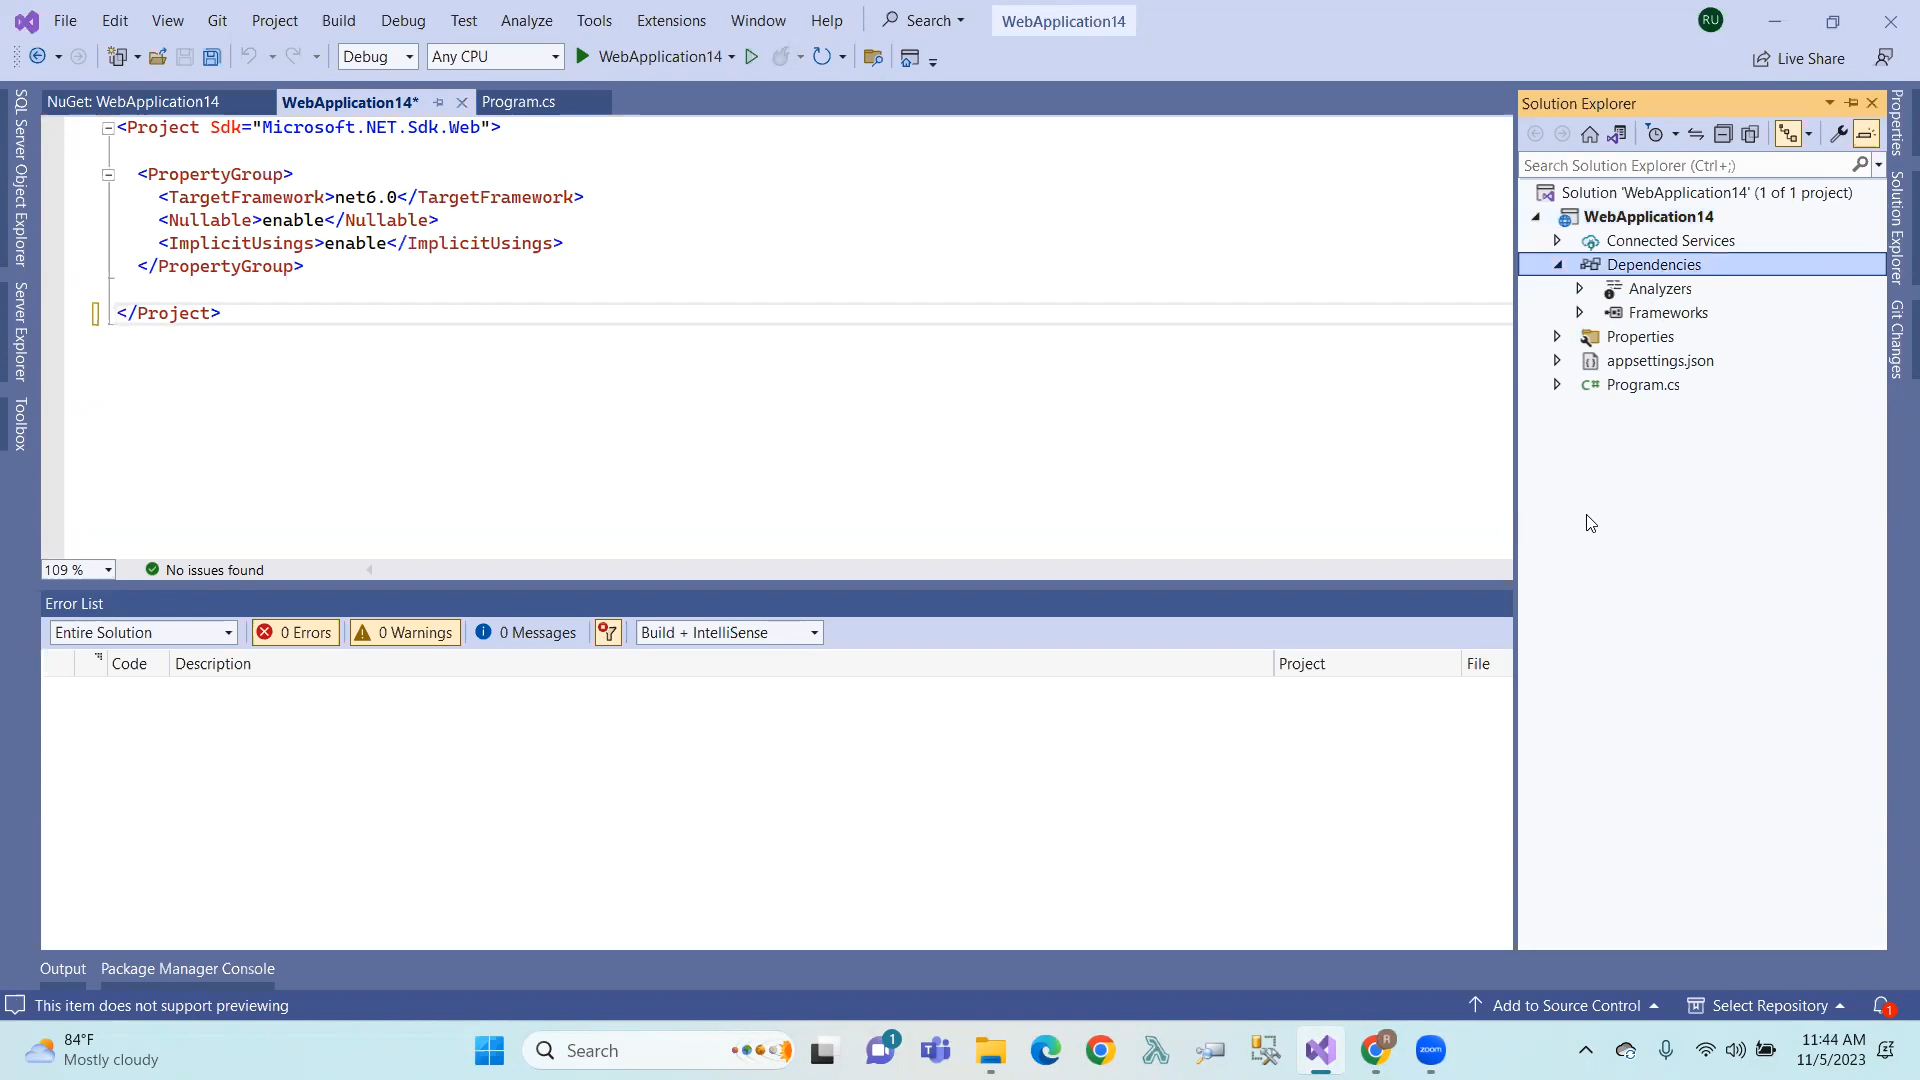 File Edit View Git Project Build Debug Test Analyze Tools Extensions Window Help Search WebApplication14 RU
Debug Any CPU WebApplication14 Live Share
NuGet: WebApplication14 WebApplication14* Program.cs
<Project Sdk="Microsoft.NET.Sdk.Web">
<PropertyGroup>
<TargetFramework>net6.0</TargetFramework>
<Nullable>enable</Nullable>
<ImplicitUsings>enable</ImplicitUsings>
</PropertyGroup>
</Project>
109 % No issues found
SQL Server Object Explorer
Server Explorer
Toolbox
Solution Explorer
Search Solution Explorer (Ctrl+;)
Solution 'WebApplication14' (1 of 1 project)
WebApplication14
Connected Services
Dependencies
Analyzers
Frameworks
Properties
appsettings.json
C# Program.cs
Properties
Solution Explorer
Git Changes
Error List
Entire Solution 0 Errors 0 Warnings 0 Messages Build + IntelliSense
Code Description Project File
Output Package Manager Console
This item does not support previewing Add to Source Control Select Repository 1
84°F
Mostly cloudy
Search
1
R
zoom
11:44 AM
11/5/2023